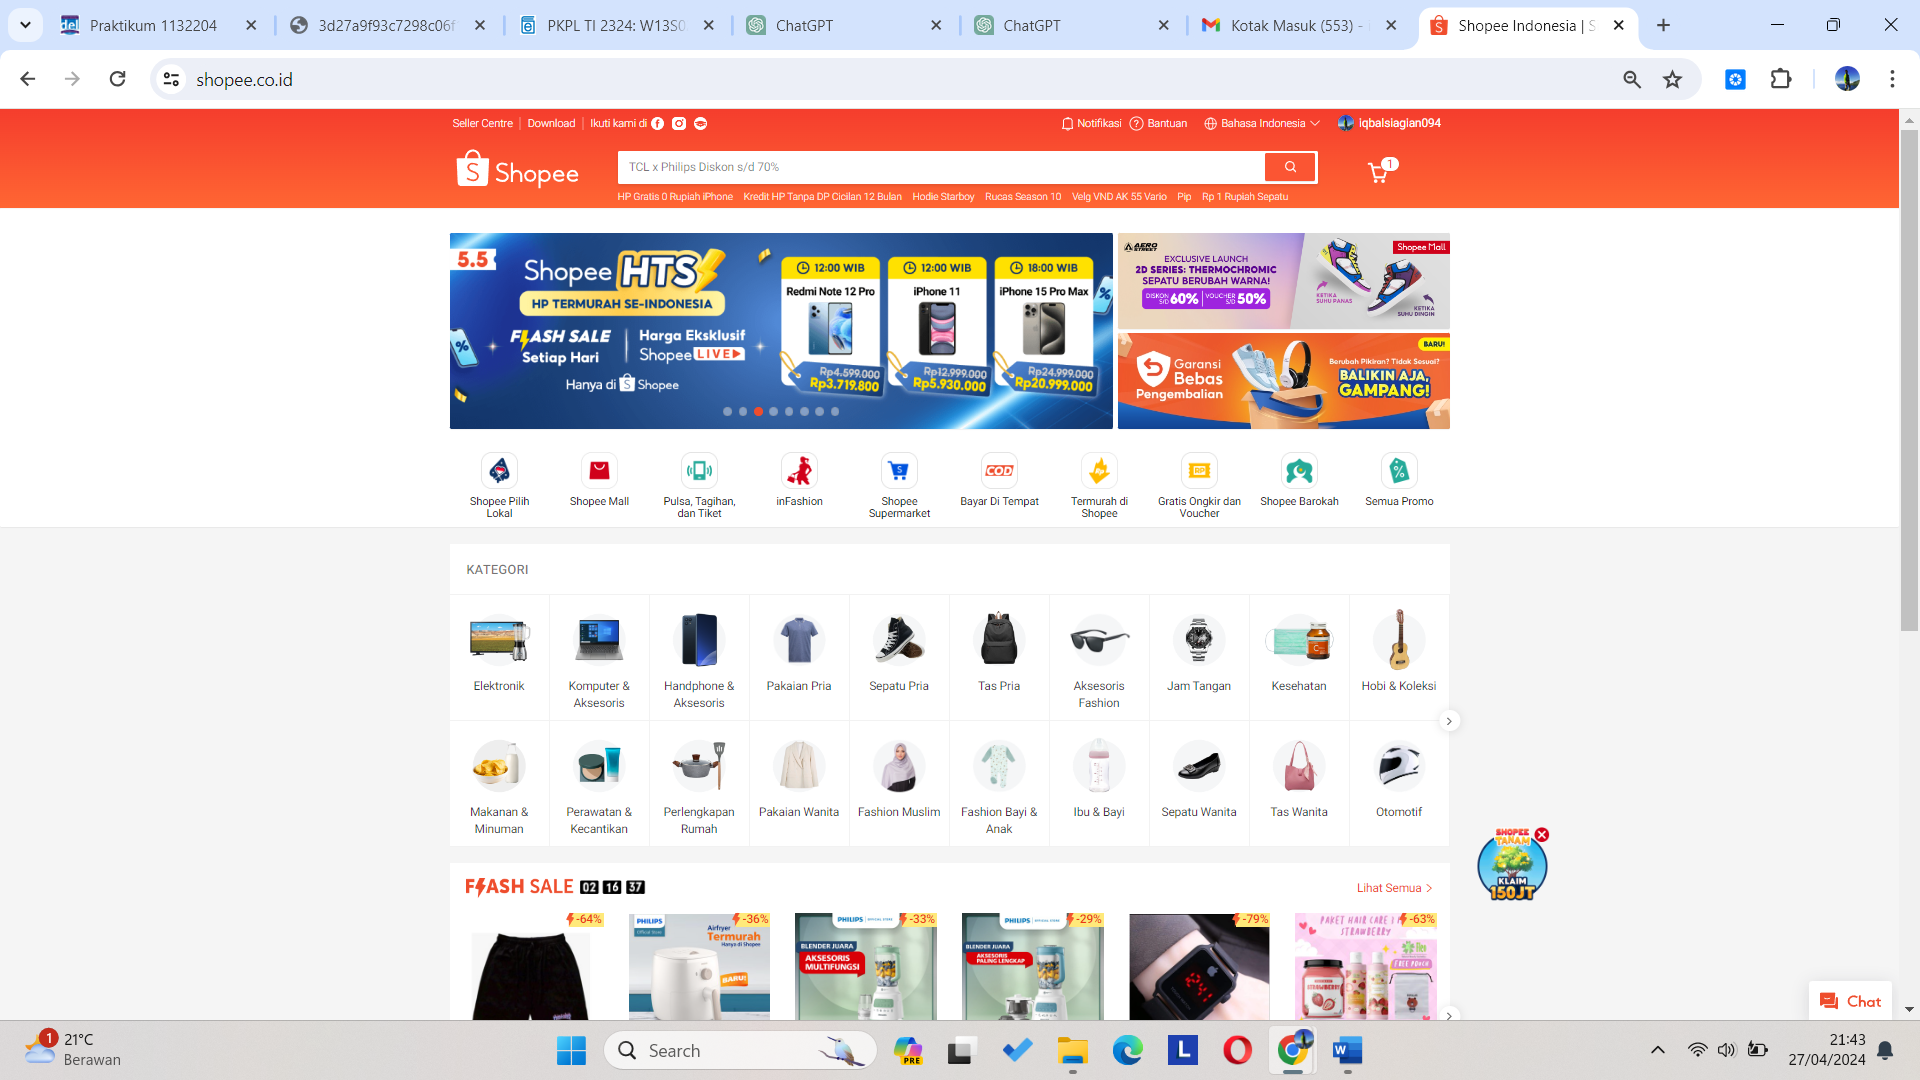 Praktikum 1132204
3d27a9f93c7298c06f
PKPL TI 2324: W13S0
ChatGPT
ChatGPT
Kotak Masuk (553) -
Shopee Indonesia | S
shopee.co.id
Seller Centre
Download
Ikuti kami di
Notifikasi
Bantuan
Bahasa Indonesia
iqbalsiagian094
Shopee
TCL x Philips Diskon s/d 70%
1
HP Gratis 0 Rupiah iPhone
Kredit HP Tanpa DP Cicilan 12 Bulan
Hodie Starboy
Rucas Season 10
Velg VND AK 55 Vario
Pip
Rp 1 Rupiah Sepatu
5.5
Shopee HTS
HP TERMURAH SE-INDONESIA
FLASH SALE
Setiap Hari
Harga Eksklusif
Shopee LIVE
Hanya di Shopee
12:00 WIB
Redmi Note 12 Pro
Rp4.599.000
Rp3.719.800
12:00 WIB
iPhone 11
Rp12.999.000
Rp5.930.000
18:00 WIB
iPhone 15 Pro Max
Rp24.999.000
Rp20.999.000
AERO STREET
Shopee Mall
EXCLUSIVE LAUNCH
2D SERIES: THERMOCHROMIC
SEPATU BERUBAH WARNA!
DISKON S/D 60%
VOUCHER S/D 50%
KETIKA SUHU PANAS
KETIKA SUHU DINGIN
BARU!
Garansi
Bebas
Pengembalian
Berubah Pikiran? Tidak Sesuai?
BALIKIN AJA,
GAMPANG!
Shopee Pilih
Lokal
Shopee Mall
Pulsa, Tagihan,
dan Tiket
inFashion
Shopee
Supermarket
COD
Bayar Di Tempat
Termurah di
Shopee
Gratis Ongkir dan
Voucher
Shopee Barokah
Semua Promo
KATEGORI
Elektronik
Komputer &
Aksesoris
Handphone &
Aksesoris
Pakaian Pria
Sepatu Pria
Tas Pria
Aksesoris
Fashion
Jam Tangan
Kesehatan
Hobi & Koleksi
Makanan &
Minuman
Perawatan &
Kecantikan
Perlengkapan
Rumah
Pakaian Wanita
Fashion Muslim
Fashion Bayi &
Anak
Ibu & Bayi
Sepatu Wanita
Tas Wanita
Otomotif
SHOPEE
TANAM
KLAIM
150JT
FLASH SALE 02 16 37
Lihat Semua
-64%
PHILIPS
-36%
Airfryer
Termurah
Hanya di Shopee
BARU!
PHILIPS
-33%
BLENDER JUARA
AKSESORIS
MULTIFUNGSI
PHILIPS
-29%
BLENDER JUARA
AKSESORIS
PALING LENGKAP
-79%
-63%
PAKET HAIR CARE
STRAWBERRY
FREE POUCH
Chat
1
21°C
Berawan
Search
PRE
21:43
27/04/2024